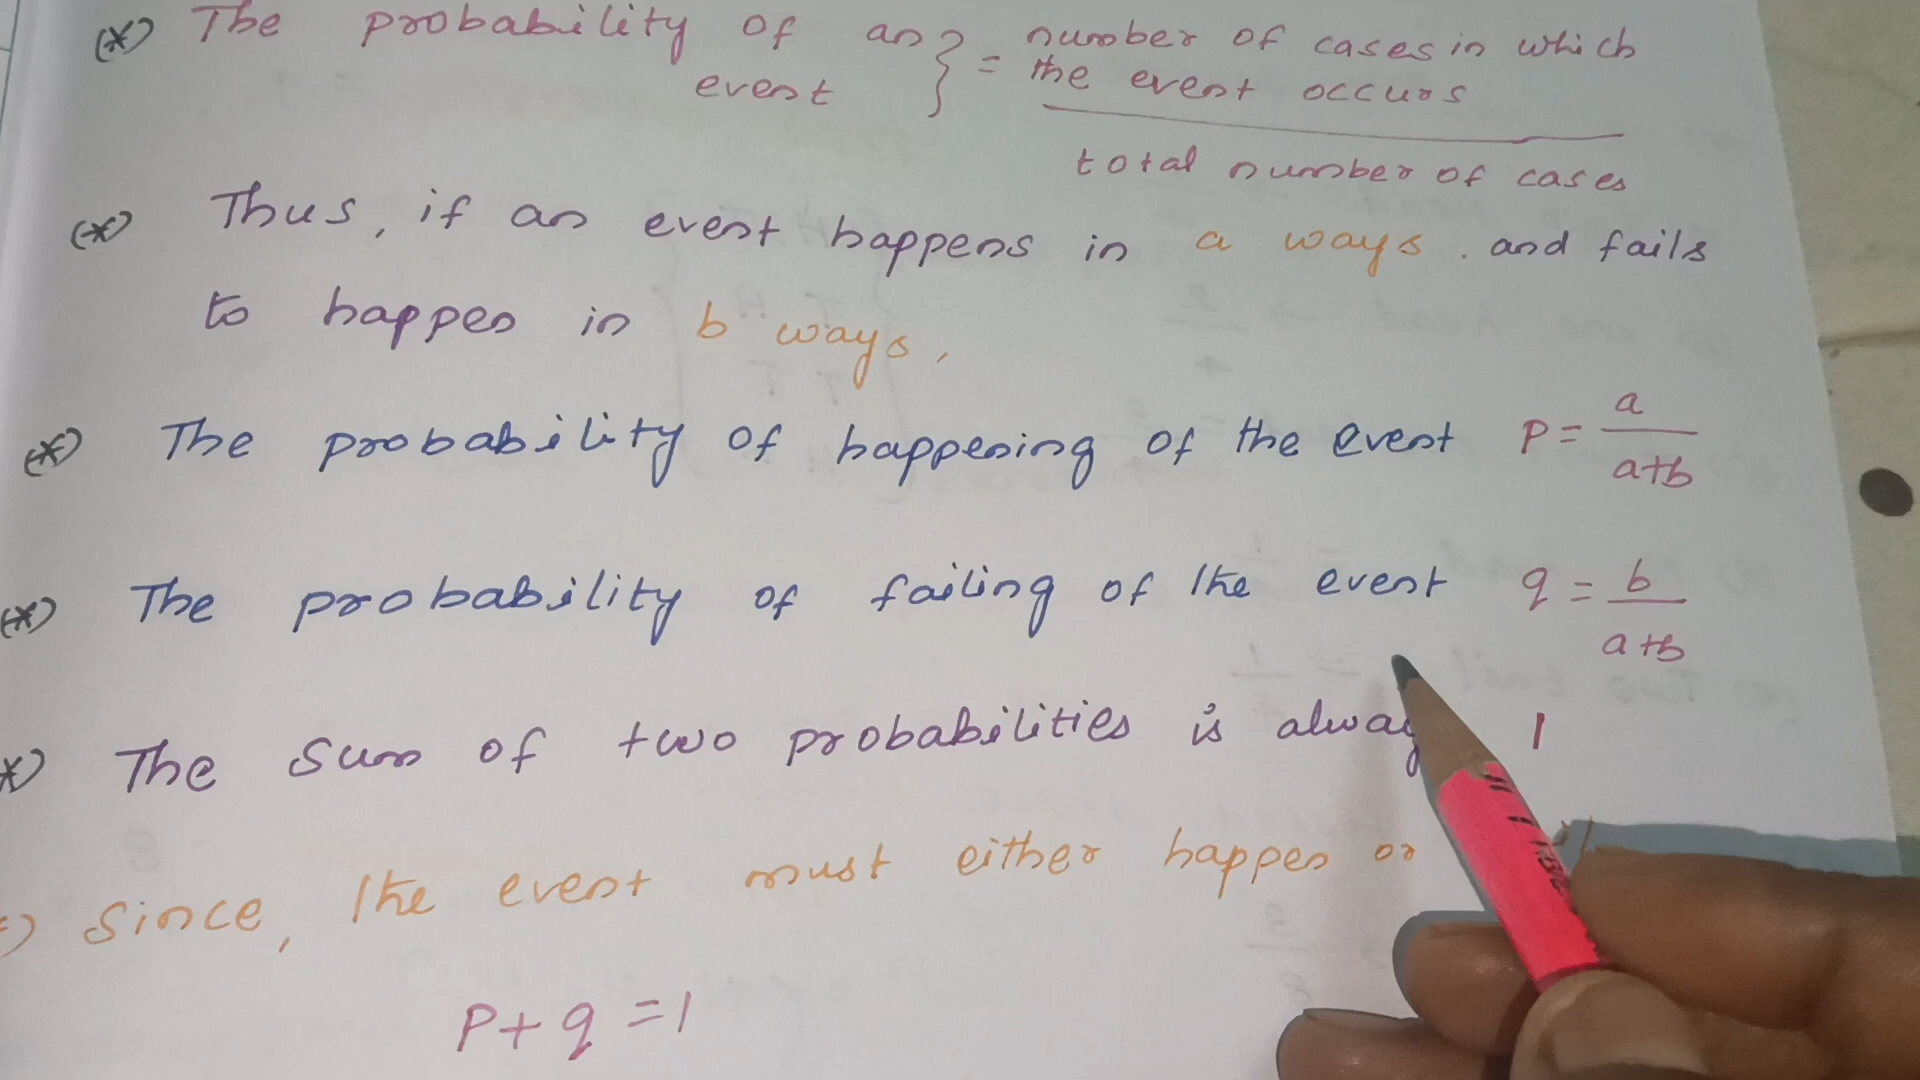 (*) The probability of an event } = number of cases in which the event occurs / total number of cases
(*) Thus, if an event happens in a ways. and fails
to happen in b ways,
(*) The probability of happening of the event P = a / a+b
(*) The probability of failing of the event q = b / a+b
*) The sum of two probabilities is 1
) Since, the event must either happen or
P + q = 1